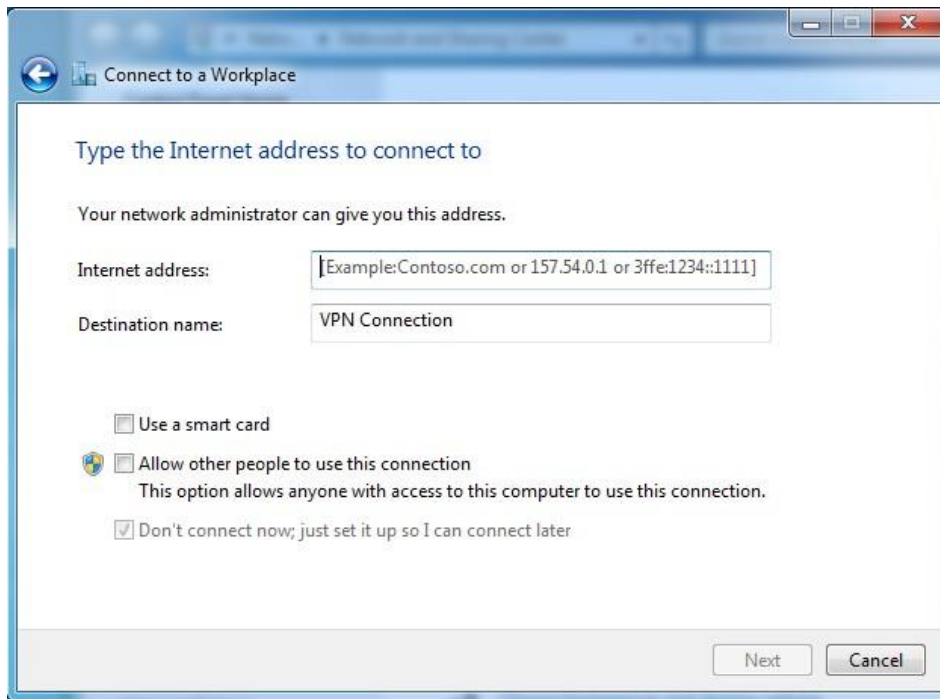 Connect to a Workplace
Type the Internet address to connect to
Your network administrator can give you this address.
Internet address: [Example:Contoso.com or 157.54.0.1 or 3ffe:1234::1111]
Destination name: VPN Connection
Use a smart card
Allow other people to use this connection
This option allows anyone with access to this computer to use this connection.
Don't connect now; just set it up so I can connect later
Next Cancel